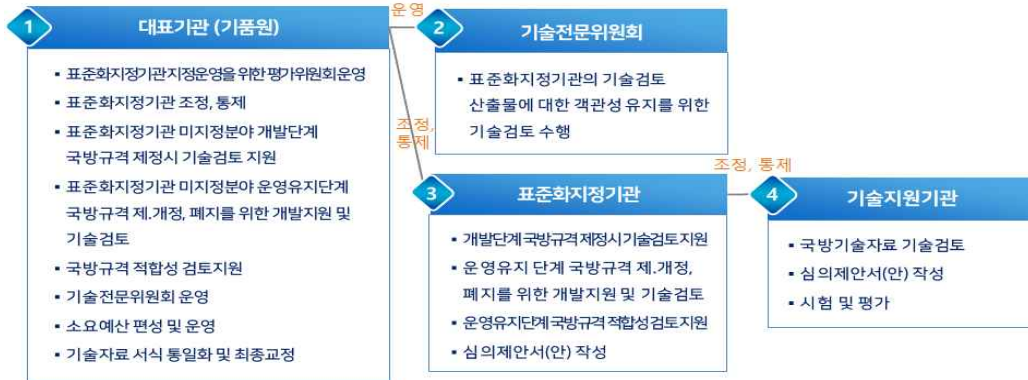 1
대표기관 (기품원)
▪ 표준화지정기관 지정운영을 위한 평가위원회 운영
▪ 표준화지정기관 조정, 통제
▪ 표준화지정기관 미지정분야 개발단계
국방규격 제정시 기술검토 지원
▪ 표준화지정기관 미지정분야 운영유지단계
국방규격 제.개정, 폐지를 위한 개발지원 및
기술검토
▪ 국방규격 적합성 검토지원
▪ 기술전문위원회 운영
▪ 소요예산 편성 및 운영
▪ 기술자료 서식 통일화 및 최종교정
운영
2
기술전문위원회
▪ 표준화지정기관의 기술검토
산출물에 대한 객관성 유지를 위한
기술검토 수행
조정,
통제
3
표준화지정기관
▪ 개발단계 국방규격 제정시 기술검토 지원
▪ 운영유지 단계 국방규격 제.개정,
폐지를 위한 개발지원 및 기술검토
▪ 운영유지단계 국방규격 적합성 검토 지원
▪ 심의제안서(안) 작성
조정, 통제
4
기술지원기관
▪ 국방기술자료 기술검토
▪ 심의제안서(안) 작성
▪ 시험 및 평가